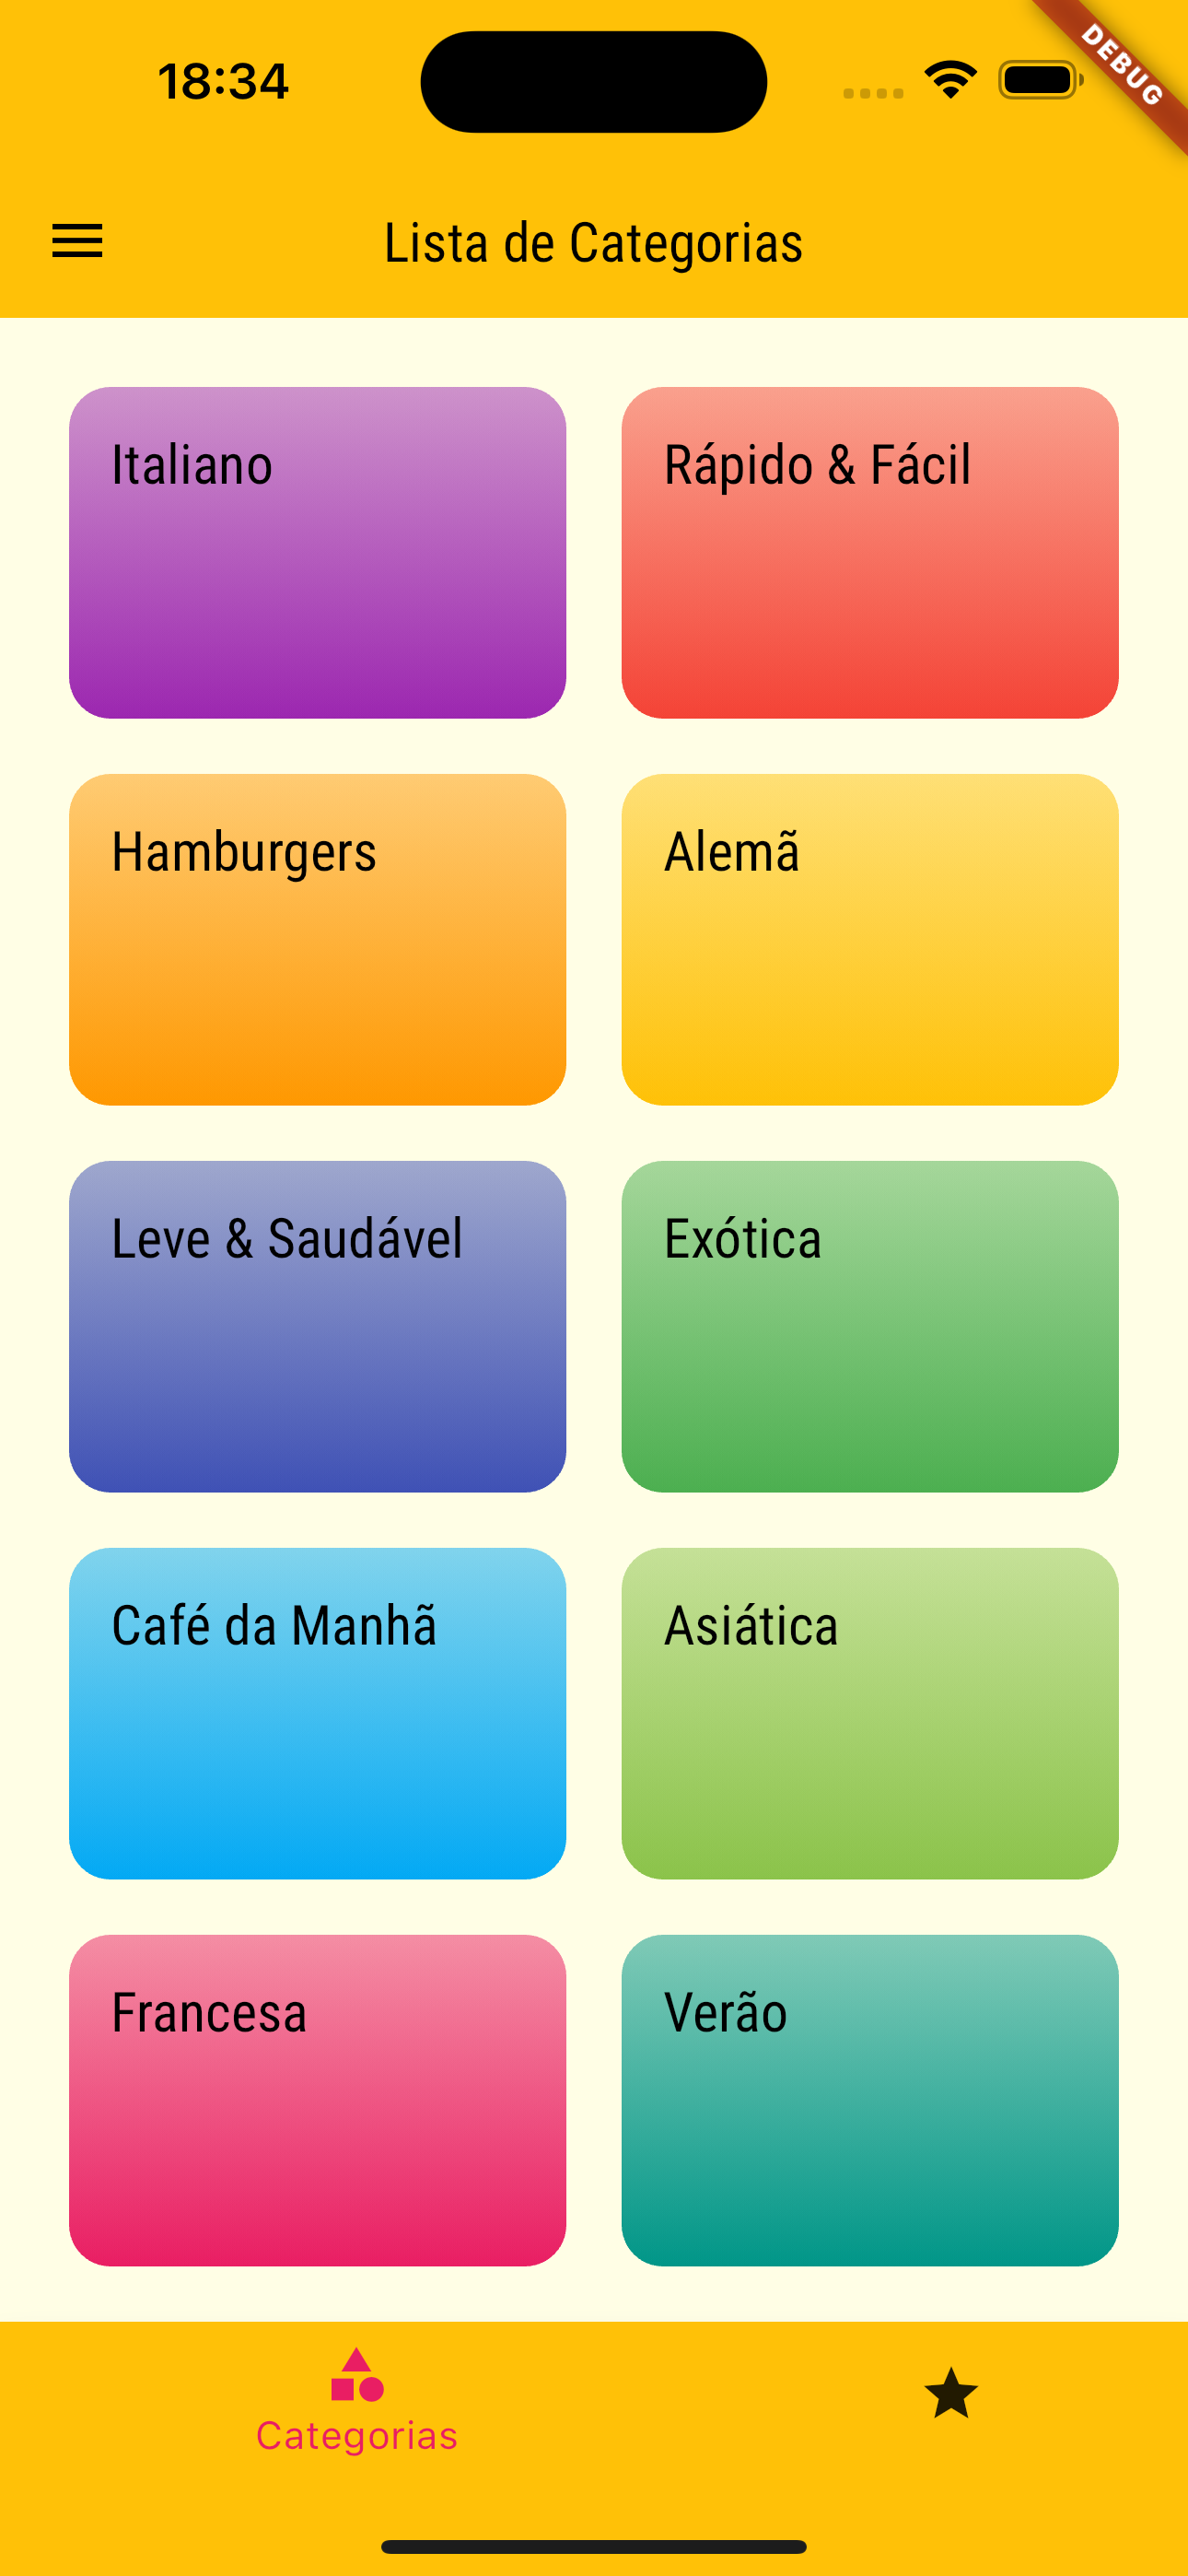 18:34
DEBUG
Lista de Categorias
Italiano
Rápido & Fácil
Hamburgers
Alemã
Leve & Saudável
Exótica
Café da Manhã
Asiática
Francesa
Verão
Categorias